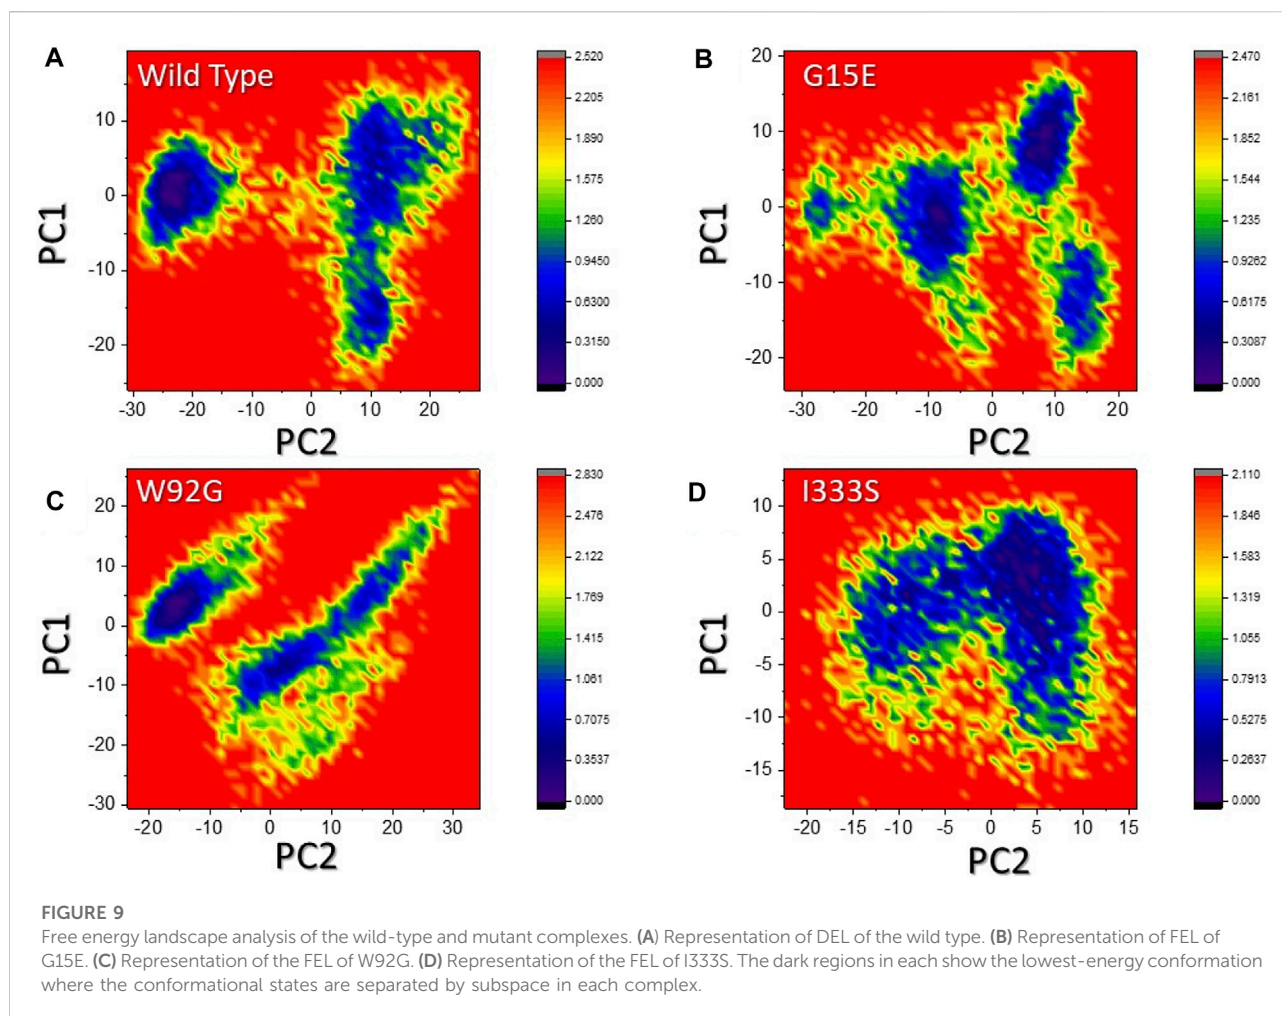 A
Wild Type
10
0
-10
-20
PC1
-30 -20 -10 0 10 20
PC2
2.520
2.205
1.890
1.575
1.260
0.9450
0.6300
0.3150
0.000
B
G15E
20
10
0
-10
-20
PC1
-30 -20 -10 0 10 20
PC2
2.470
2.161
1.852
1.544
1.235
0.9262
0.6175
0.3087
0.000
C
W92G
20
10
0
-10
-20
-30
PC1
-20 -10 0 10 20 30
PC2
2.830
2.476
2.122
1.769
1.415
1.061
0.7075
0.3537
0.000
D
I333S
10
5
0
-5
-10
-15
PC1
-20 -15 -10 -5 0 5 10 15
PC2
2.110
1.846
1.583
1.319
1.055
0.7913
0.5275
0.2637
0.000
FIGURE 9
Free energy landscape analysis of the wild-type and mutant complexes. (A) Representation of DEL of the wild type. (B) Representation of FEL of
G15E. (C) Representation of the FEL of W92G. (D) Representation of the FEL of I333S. The dark regions in each show the lowest-energy conformation
where the conformational states are separated by subspace in each complex.